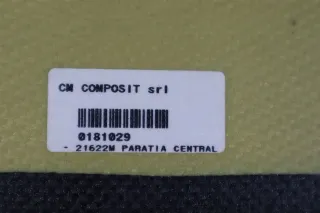 CM COMPOSIT srl
0181029
- 21622M PARATIA CENTRAL